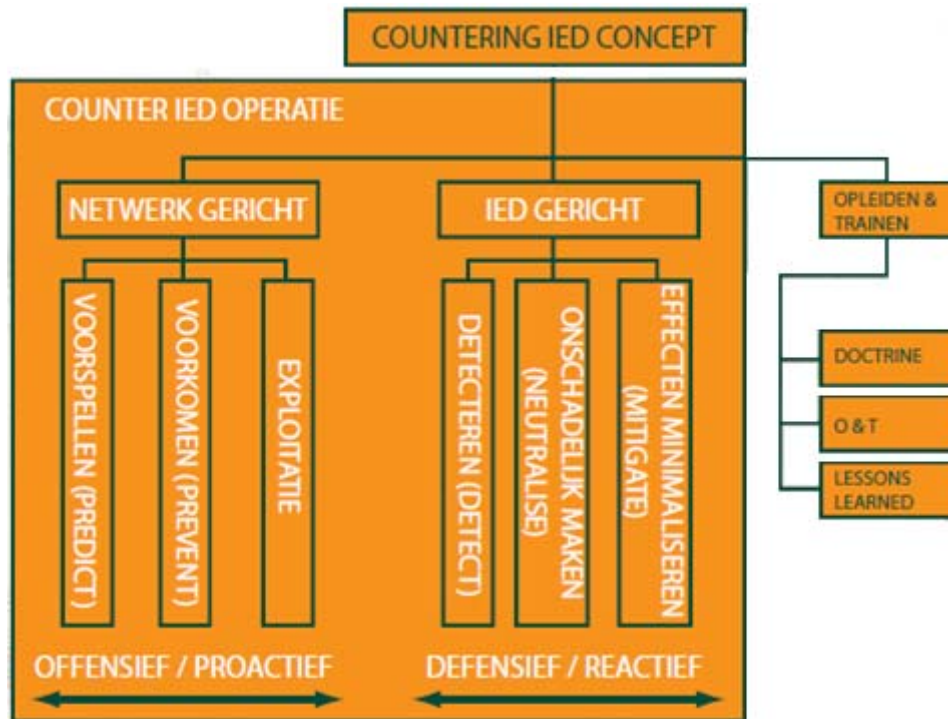 COUNTERING IED CONCEPT
COUNTER IED OPERATIE
NETWERK GERICHT
IED GERICHT
OPLEIDEN &
TRAINEN
VOORSPELLEN (PREDICT)
VOORKOMEN (PREVENT)
EXPLOITATIE
DETECTEREN (DETECT)
ONSCHADELIJK MAKEN
(NEUTRALISE)
EFFECTEN MINIMALISEREN
(MITIGATE)
DOCTRINE
O & T
LESSONS
LEARNED
OFFENSIEF / PROACTIEF
DEFENSIEF / REACTIEF